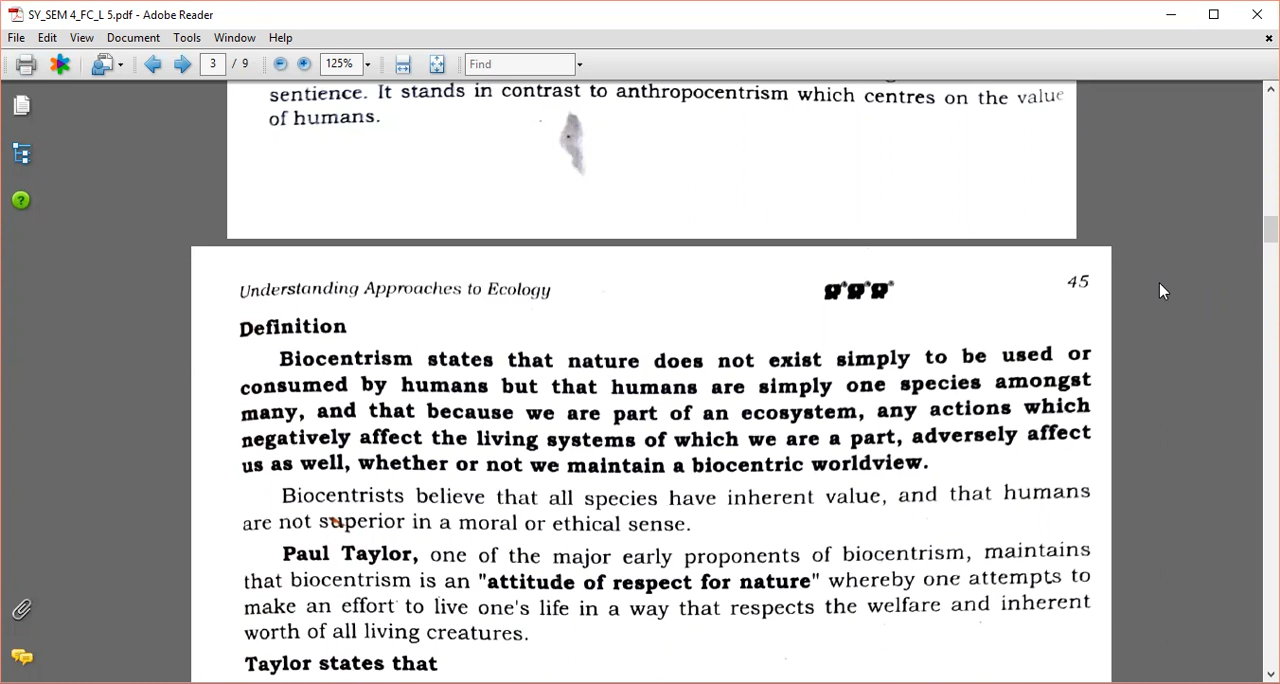 SY_SEM 4_FC_L 5.pdf - Adobe Reader
File Edit View Document Tools Window Help
3 / 9 125% Find
sentience. It stands in contrast to anthropocentrism which centres on the value
of humans.
Understanding Approaches to Ecology 45
Definition
Biocentrism states that nature does not exist simply to be used or
consumed by humans but that humans are simply one species amongst
many, and that because we are part of an ecosystem, any actions which
negatively affect the living systems of which we are a part, adversely affect
us as well, whether or not we maintain a biocentric worldview.
Biocentrists believe that all species have inherent value, and that humans
are not superior in a moral or ethical sense.
Paul Taylor, one of the major early proponents of biocentrism, maintains
that biocentrism is an "attitude of respect for nature" whereby one attempts to
make an effort to live one's life in a way that respects the welfare and inherent
worth of all living creatures.
Taylor states that